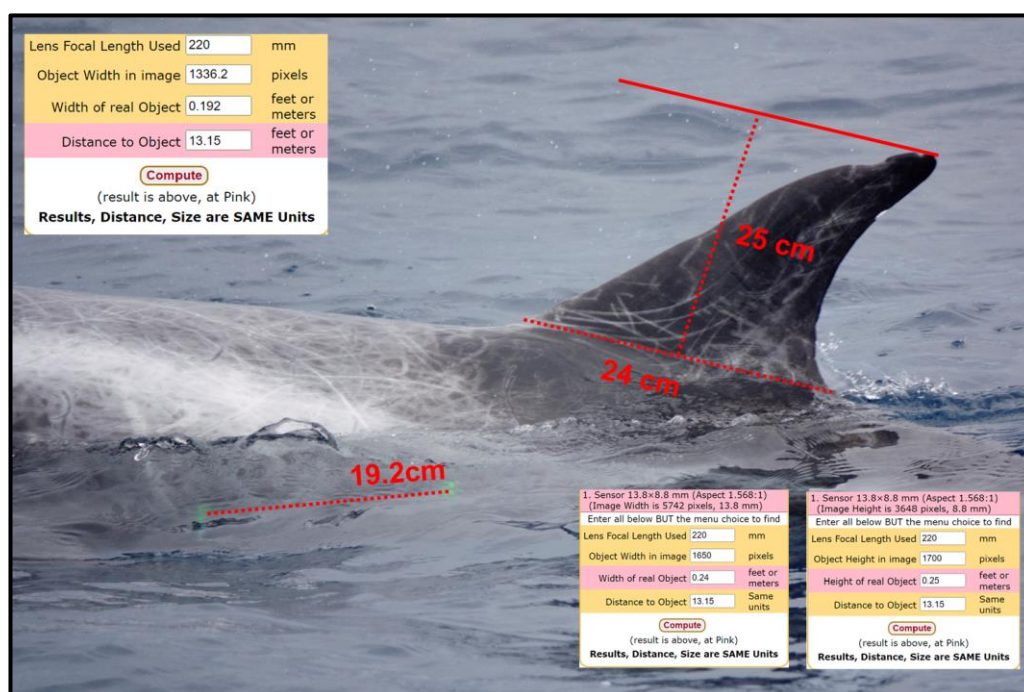 Lens Focal Length Used 220 mm
Object Width in image 1336.2 pixels
Width of real Object 0.192 feet or meters
Distance to Object 13.15 feet or meters
Compute
(result is above, at Pink)
Results, Distance, Size are SAME Units
25 cm
24 cm
19.2cm
1. Sensor 13.8×8.8 mm (Aspect 1.568:1)
(Image Width is 5742 pixels, 13.8 mm)
Enter all below BUT the menu choice to find
Lens Focal Length Used 220 mm
Object Width in image 1650 pixels
Width of real Object 0.24 feet or meters
Distance to Object 13.15 Same units
Compute
(result is above, at Pink)
Results, Distance, Size are SAME Units
1. Sensor 13.8×8.8 mm (Aspect 1.568:1)
(Image Height is 3648 pixels, 8.8 mm)
Enter all below BUT the menu choice to find
Lens Focal Length Used 220 mm
Object Height in image 1700 pixels
Height of real Object 0.25 feet or meters
Distance to Object 13.15 Same units
Compute
(result is above, at Pink)
Results, Distance, Size are SAME Units